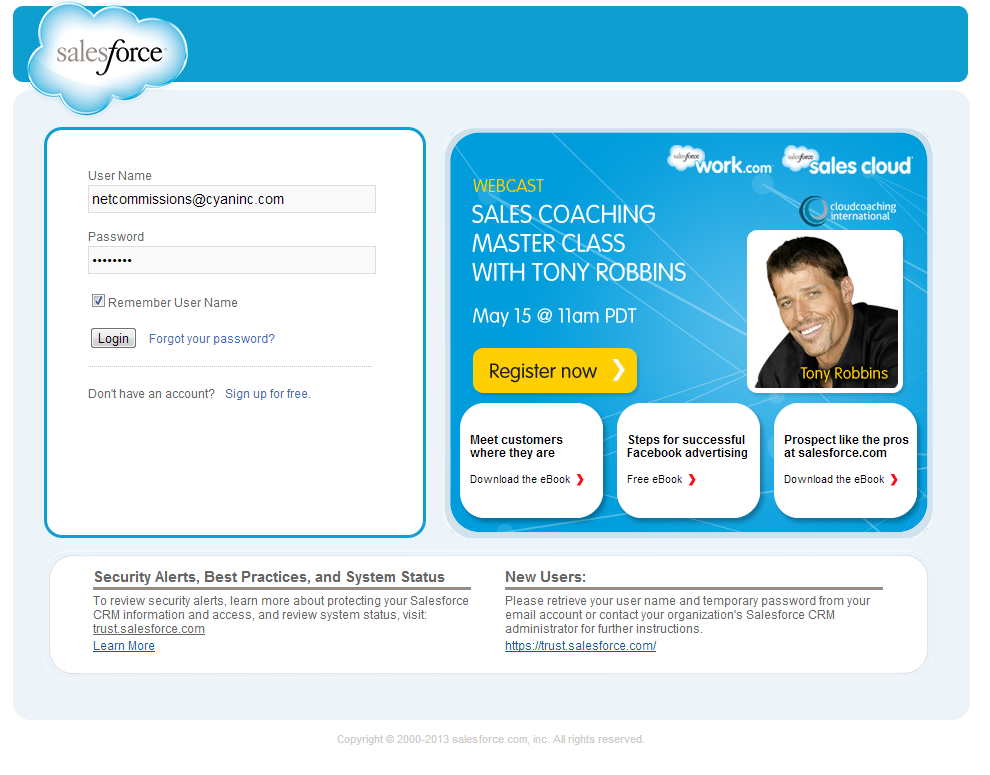 salesforce
User Name
netcommissions@cyaninc.com
Password
••••••••
Remember User Name
Login Forgot your password?
Don't have an account? Sign up for free.
salesforce work.com salesforce sales cloud
WEBCAST
SALES COACHING
MASTER CLASS
WITH TONY ROBBINS
cloudcoaching
international
May 15 @ 11am PDT
Register now
Tony Robbins
Meet customers
where they are
Download the eBook
Steps for successful
Facebook advertising
Free eBook
Prospect like the pros
at salesforce.com
Download the eBook
Security Alerts, Best Practices, and System Status
To review security alerts, learn more about protecting your Salesforce
CRM information and access, and review system status, visit:
trust.salesforce.com
Learn More
New Users:
Please retrieve your user name and temporary password from your
email account or contact your organization's Salesforce CRM
administrator for further instructions.
https://trust.salesforce.com/
Copyright © 2000-2013 salesforce.com, inc. All rights reserved.